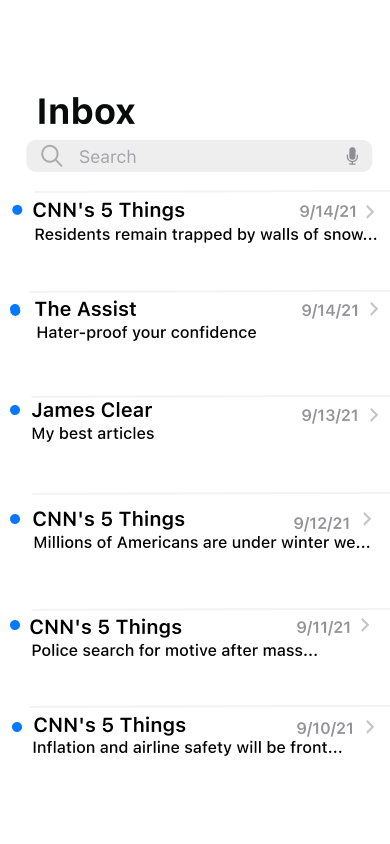 Inbox
Search
CNN's 5 Things 9/14/21
Residents remain trapped by walls of snow...
The Assist 9/14/21
Hater-proof your confidence
James Clear 9/13/21
My best articles
CNN's 5 Things 9/12/21
Millions of Americans are under winter we...
CNN's 5 Things 9/11/21
Police search for motive after mass...
CNN's 5 Things 9/10/21
Inflation and airline safety will be front...